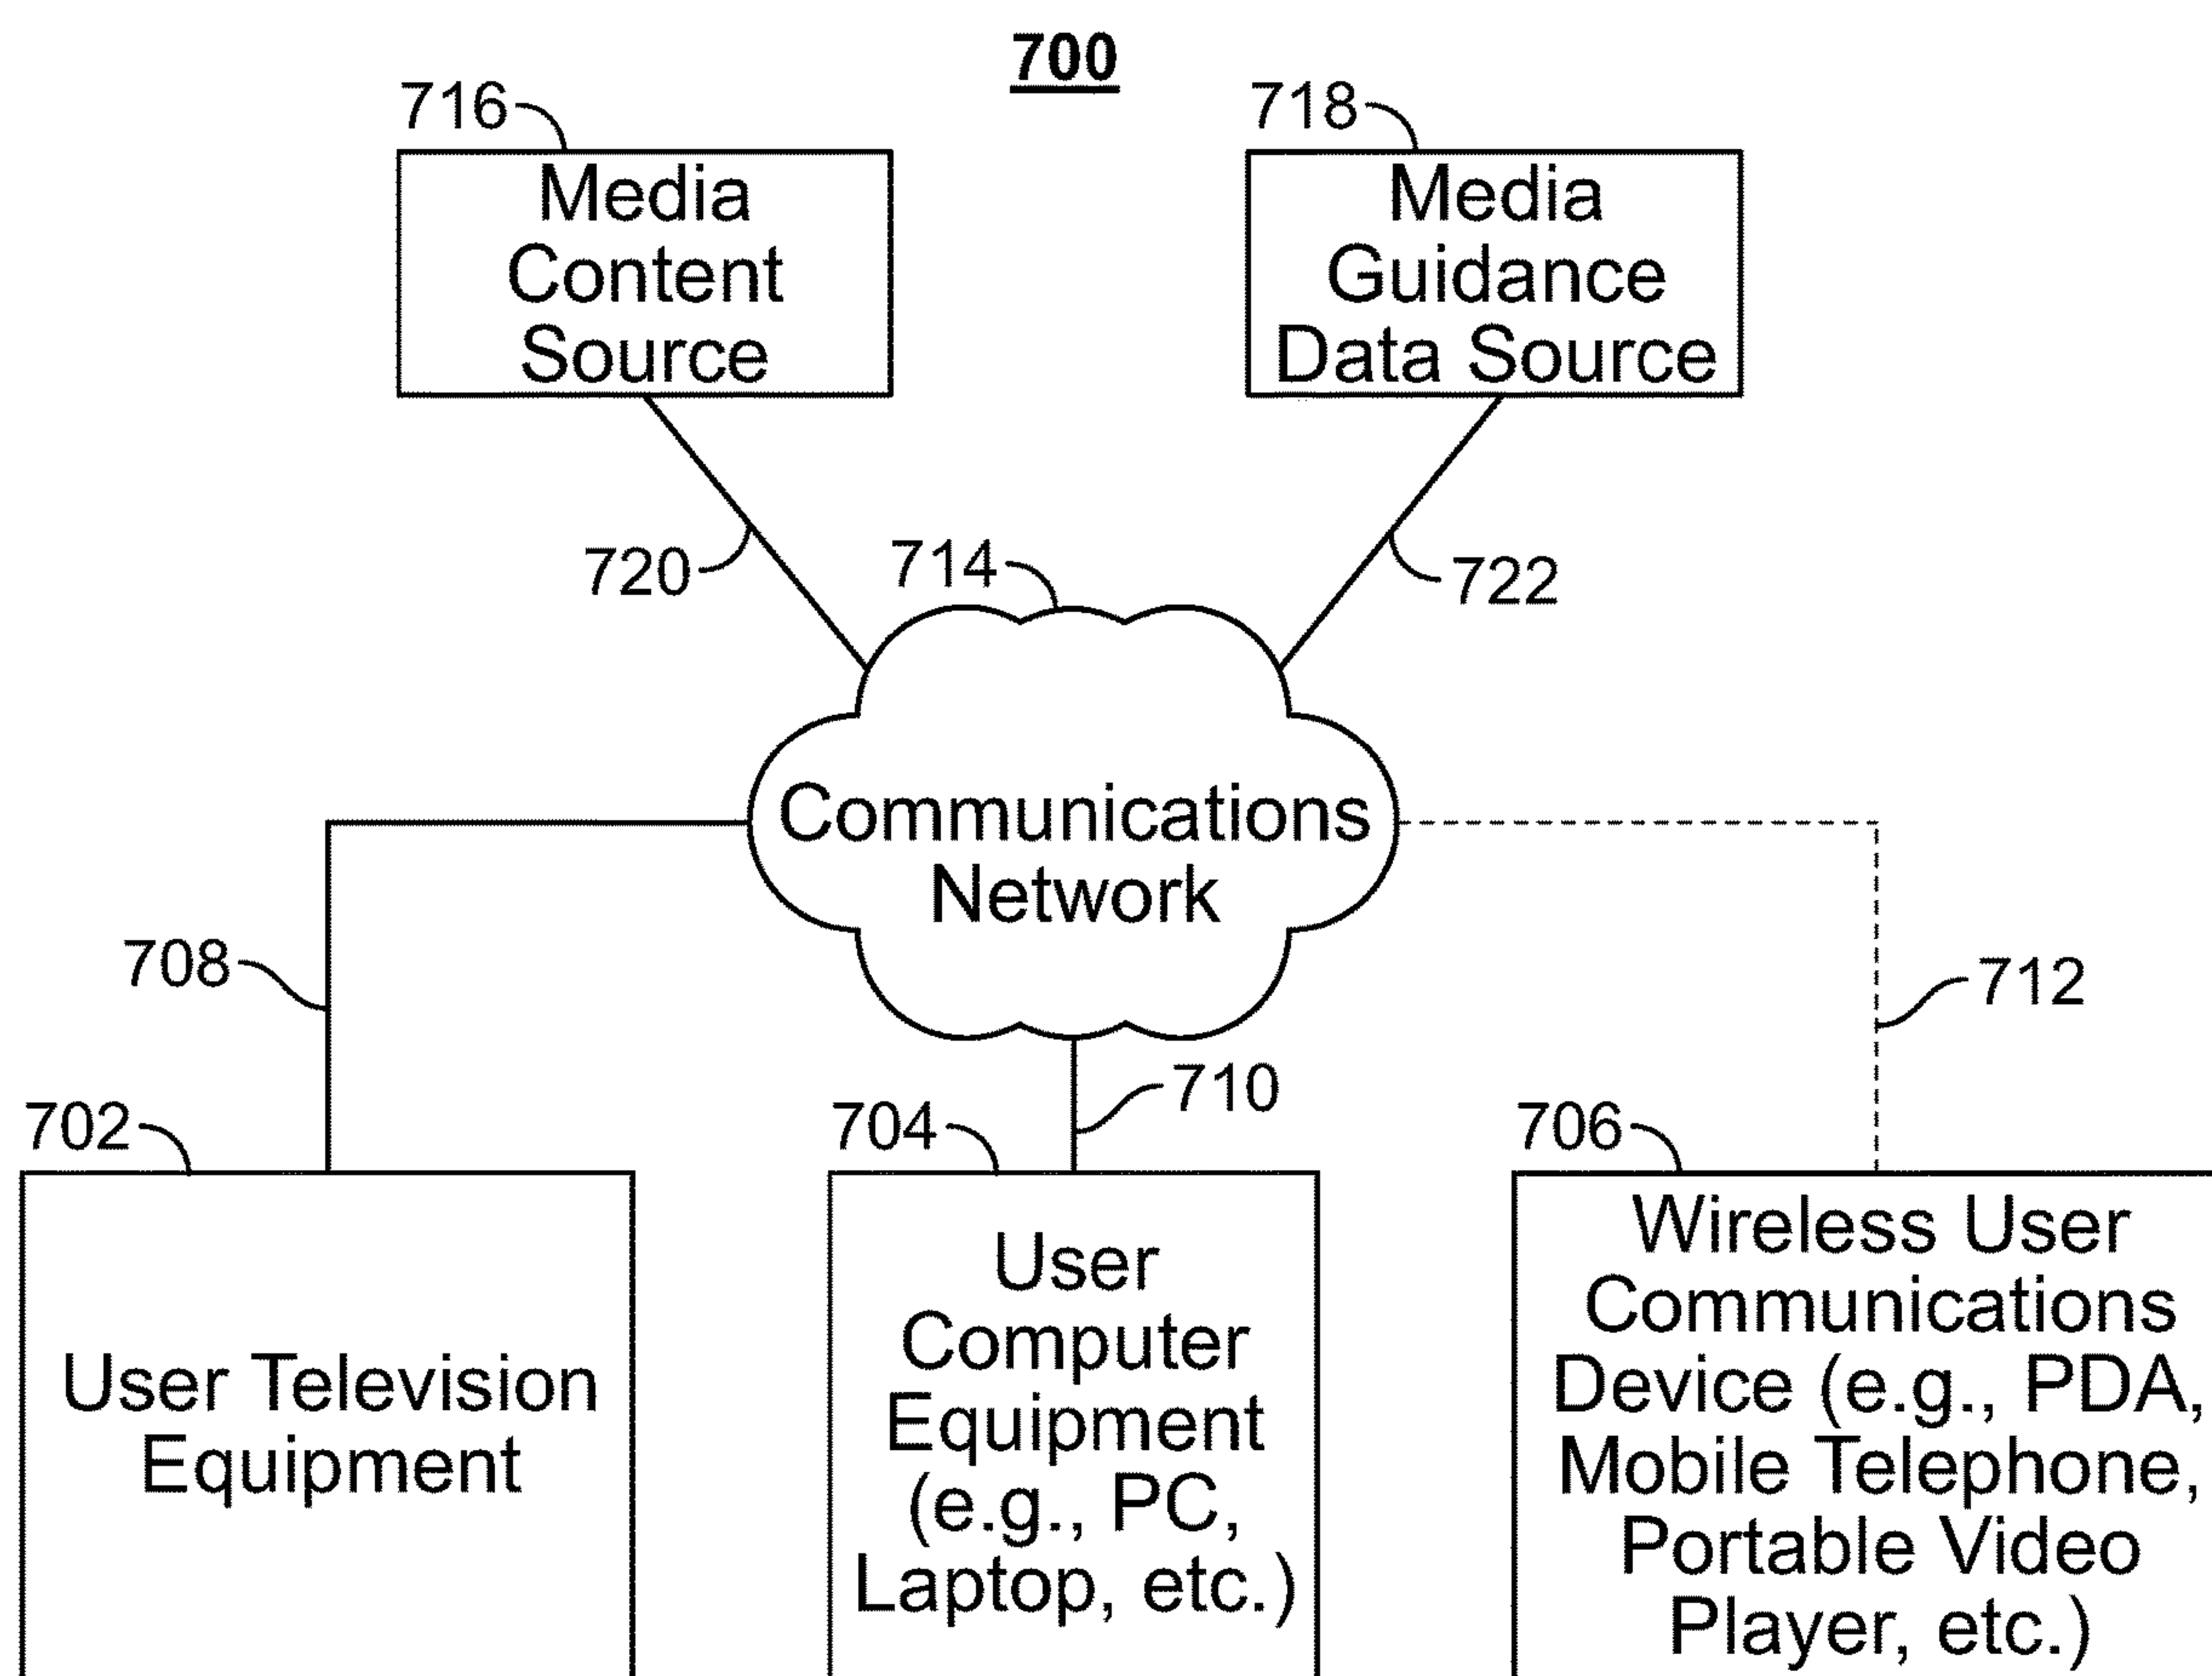 700
716
718
Media
Content
Source
Media
Guidance
Data Source
720
714
722
Communications
Network
708
712
710
702
704
706
User Television
Equipment
User
Computer
Equipment
(e.g., PC,
Laptop, etc.)
Wireless User
Communications
Device (e.g., PDA,
Mobile Telephone,
Portable Video
Player, etc.)